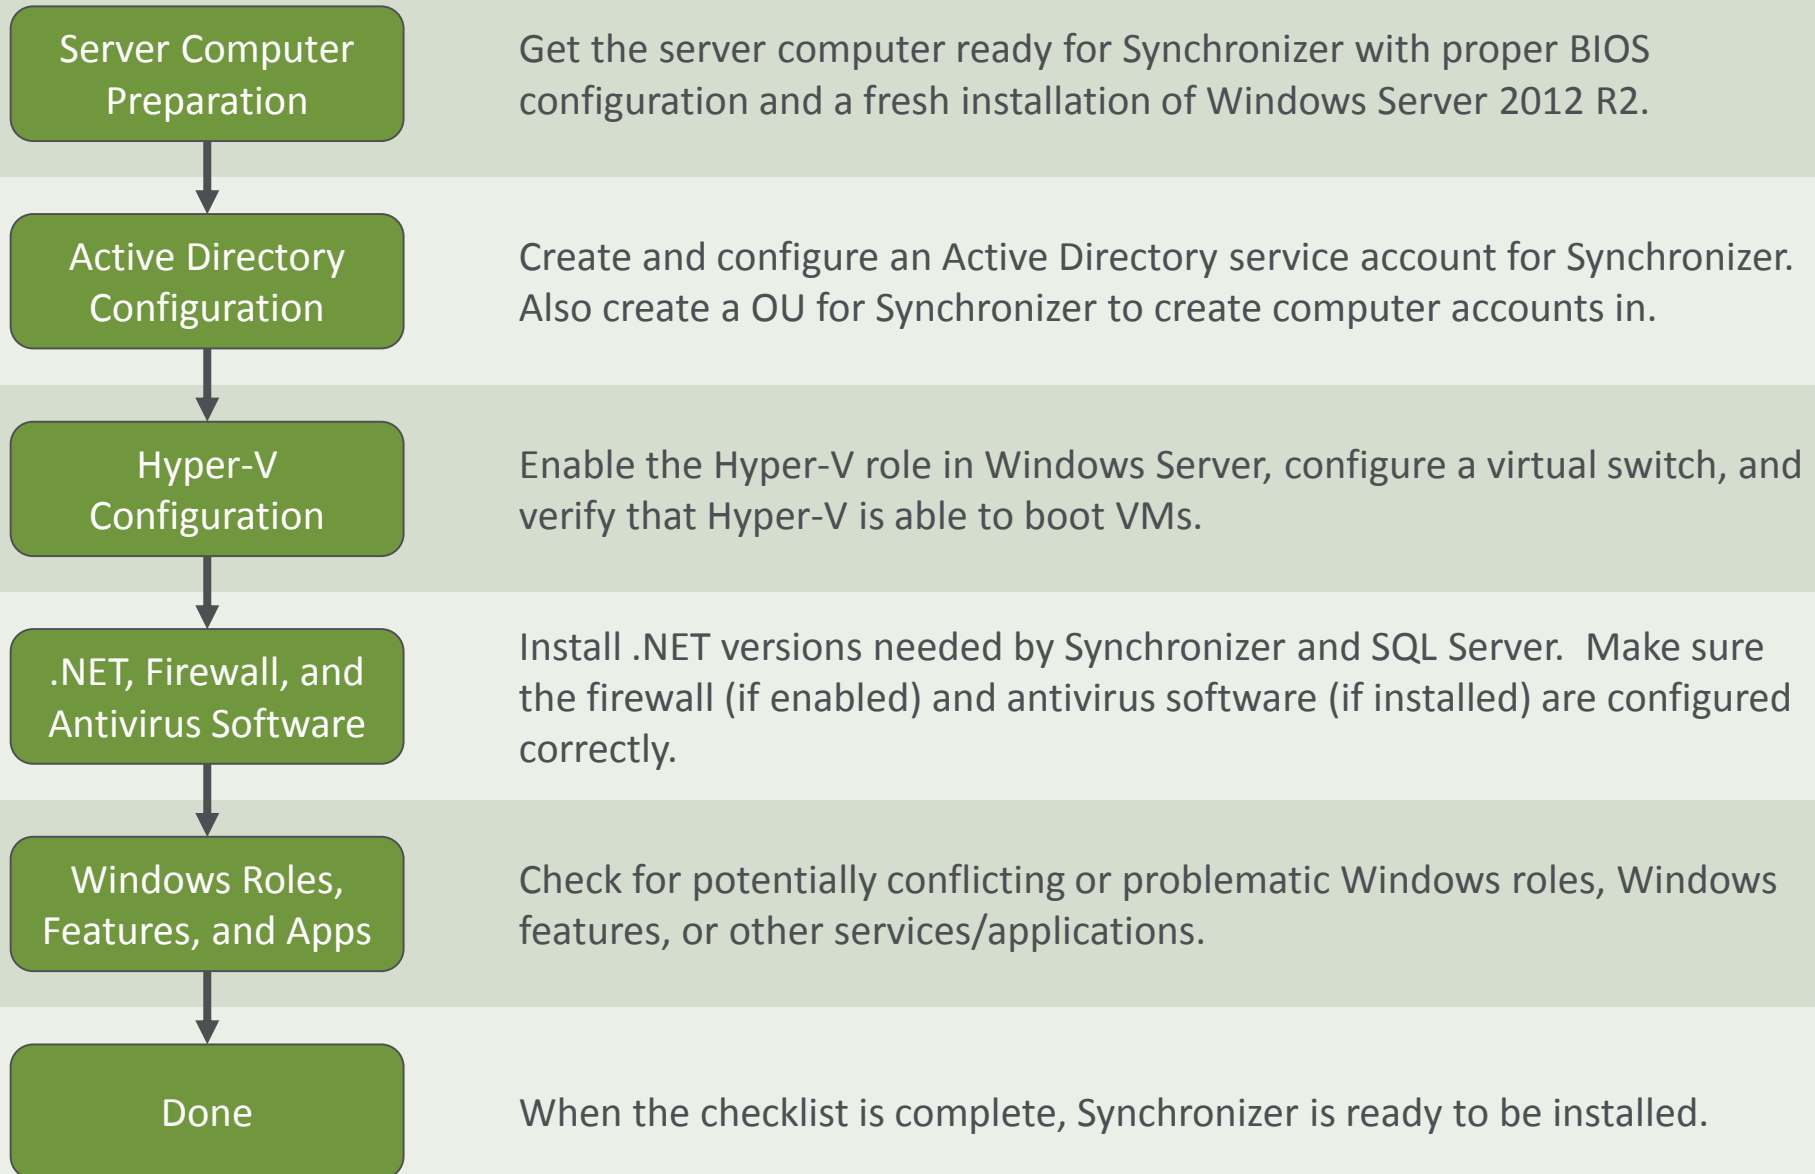 Server Computer
Preparation
Get the server computer ready for Synchronizer with proper BIOS
configuration and a fresh installation of Windows Server 2012 R2.
Active Directory
Configuration
Create and configure an Active Directory service account for Synchronizer.
Also create a OU for Synchronizer to create computer accounts in.
Hyper-V
Configuration
Enable the Hyper-V role in Windows Server, configure a virtual switch, and
verify that Hyper-V is able to boot VMs.
.NET, Firewall, and
Antivirus Software
Install .NET versions needed by Synchronizer and SQL Server.  Make sure
the firewall (if enabled) and antivirus software (if installed) are configured
correctly.
Windows Roles,
Features, and Apps
Check for potentially conflicting or problematic Windows roles, Windows
features, or other services/applications.
Done
When the checklist is complete, Synchronizer is ready to be installed.